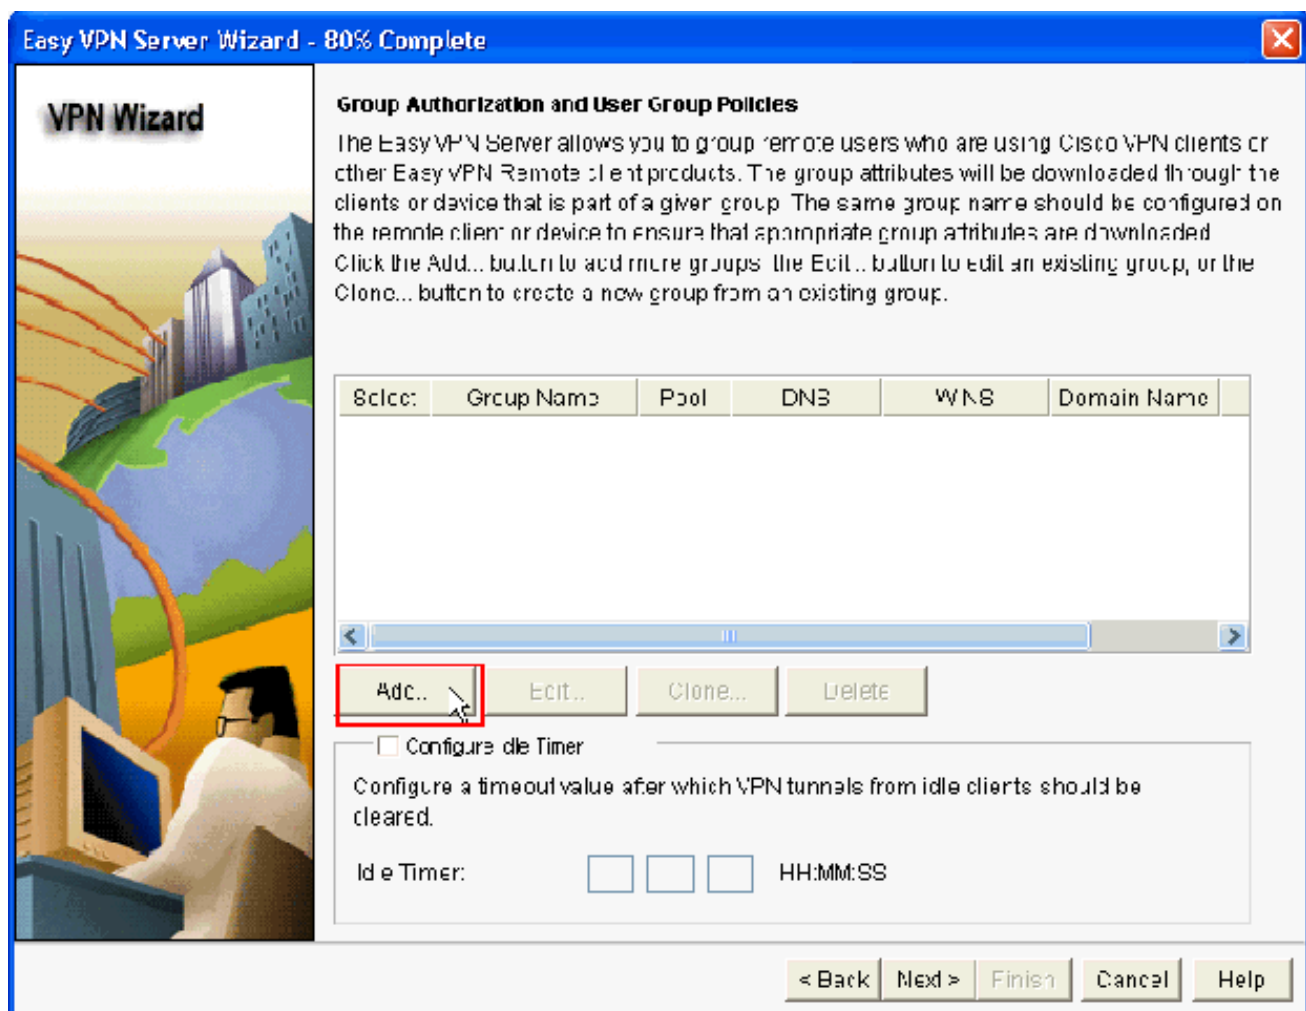 Easy VPN Server Wizard - 80% Complete
VPN Wizard
Group Authorization and User Group Policies
The Easy VPN Server allows you to group remote users who are using Cisco VPN clients or
other Easy VPN Remote client products. The group attributes will be downloaded through the
clients or device that is part of a given group. The same group name should be configured on
the remote client or device to ensure that appropriate group attributes are downloaded.
Click the Add... button to add more groups, the Edit... button to edit an existing group, or the
Clone... button to create a new group from an existing group.
Select Group Name Pool DNS WINS Domain Name
Add... Edit... Clone... Delete
Configure Idle Timer
Configure a timeout value after which VPN tunnels from idle clients should be
cleared.
Idle Timer: HH:MM:SS
< Back Next > Finish Cancel Help